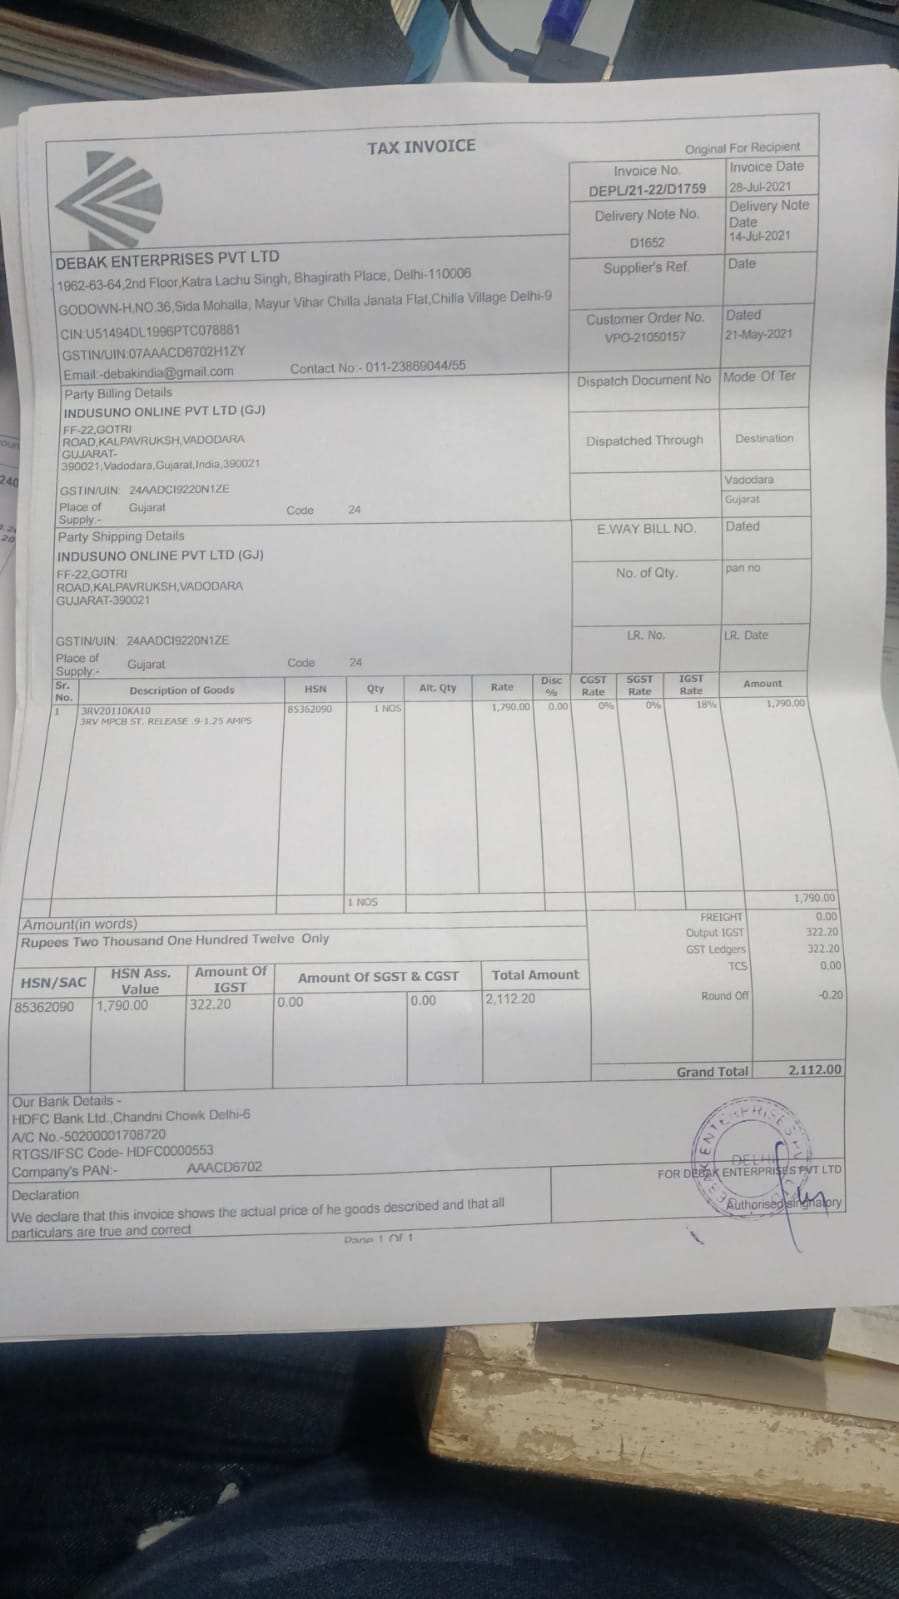 TAX INVOICE
Original For Recipient
Invoice No.
DEPL/21-22/D1759
Invoice Date
28-Jul-2021
Delivery Note No.
D1652
Delivery Note
Date
14-Jul-2021
DEBAK ENTERPRISES PVT LTD
1962-63-64,2nd Floor,Katra Lachu Singh, Bhagirath Place, Delhi-110006
GODOWN-H,NO.36,Sida Mohalla, Mayur Vihar Chilla Janata Flat,Chilla Village Delhi-9
CIN:U51494DL1996PTC078881
GSTIN/UIN:07AAACD6702H1ZY
Email:-debakindia@gmail.com Contact No:- 011-23869044/55
Supplier's Ref. Date
Customer Order No.
VPO-21050157
Dated
21-May-2021
Party Billing Details
INDUSUNO ONLINE PVT LTD (GJ)
FF-22,GOTRI
ROAD,KALPAVRUKSH,VADODARA
GUJARAT-
390021,Vadodara,Gujarat,India,390021
GSTIN/UIN: 24AADCI9220N1ZE
Place of
Supply:- Gujarat Code 24
Dispatch Document No Mode Of Ter
Dispatched Through Destination
Vadodara
Gujarat
Party Shipping Details
INDUSUNO ONLINE PVT LTD (GJ)
FF-22,GOTRI
ROAD,KALPAVRUKSH,VADODARA
GUJARAT-390021
GSTIN/UIN: 24AADCI9220N1ZE
Place of
Supply:- Gujarat Code 24
E.WAY BILL NO. Dated
No. of Qty. pan no
LR. No. LR. Date
Sr. No. Description of Goods HSN Qty Alt. Qty Rate Disc % CGST Rate SGST Rate IGST Rate Amount
1 3RV20110KA10 85362090 1 NOS 1,790.00 0.00 0% 0% 18% 1,790.00
3RV MPCB ST. RELEASE .9-1.25 AMPS
1 NOS 1,790.00
Amount(in words)
Rupees Two Thousand One Hundred Twelve Only
FREIGHT 0.00
Output IGST 322.20
GST Ledgers 322.20
TCS 0.00
Round Off -0.20
HSN/SAC HSN Ass. Value Amount Of IGST Amount Of SGST & CGST Total Amount
85362090 1,790.00 322.20 0.00 0.00 2,112.20
Grand Total 2,112.00
Our Bank Details -
HDFC Bank Ltd.,Chandni Chowk Delhi-6
A/C No.-50200001708720
RTGS/IFSC Code- HDFC0000553
Company's PAN:- AAACD6702
FOR DEBAK ENTERPRISES PVT LTD
DELHI
Authorised singnatory
Declaration
We declare that this invoice shows the actual price of he goods described and that all
particulars are true and correct
Page 1 Of 1